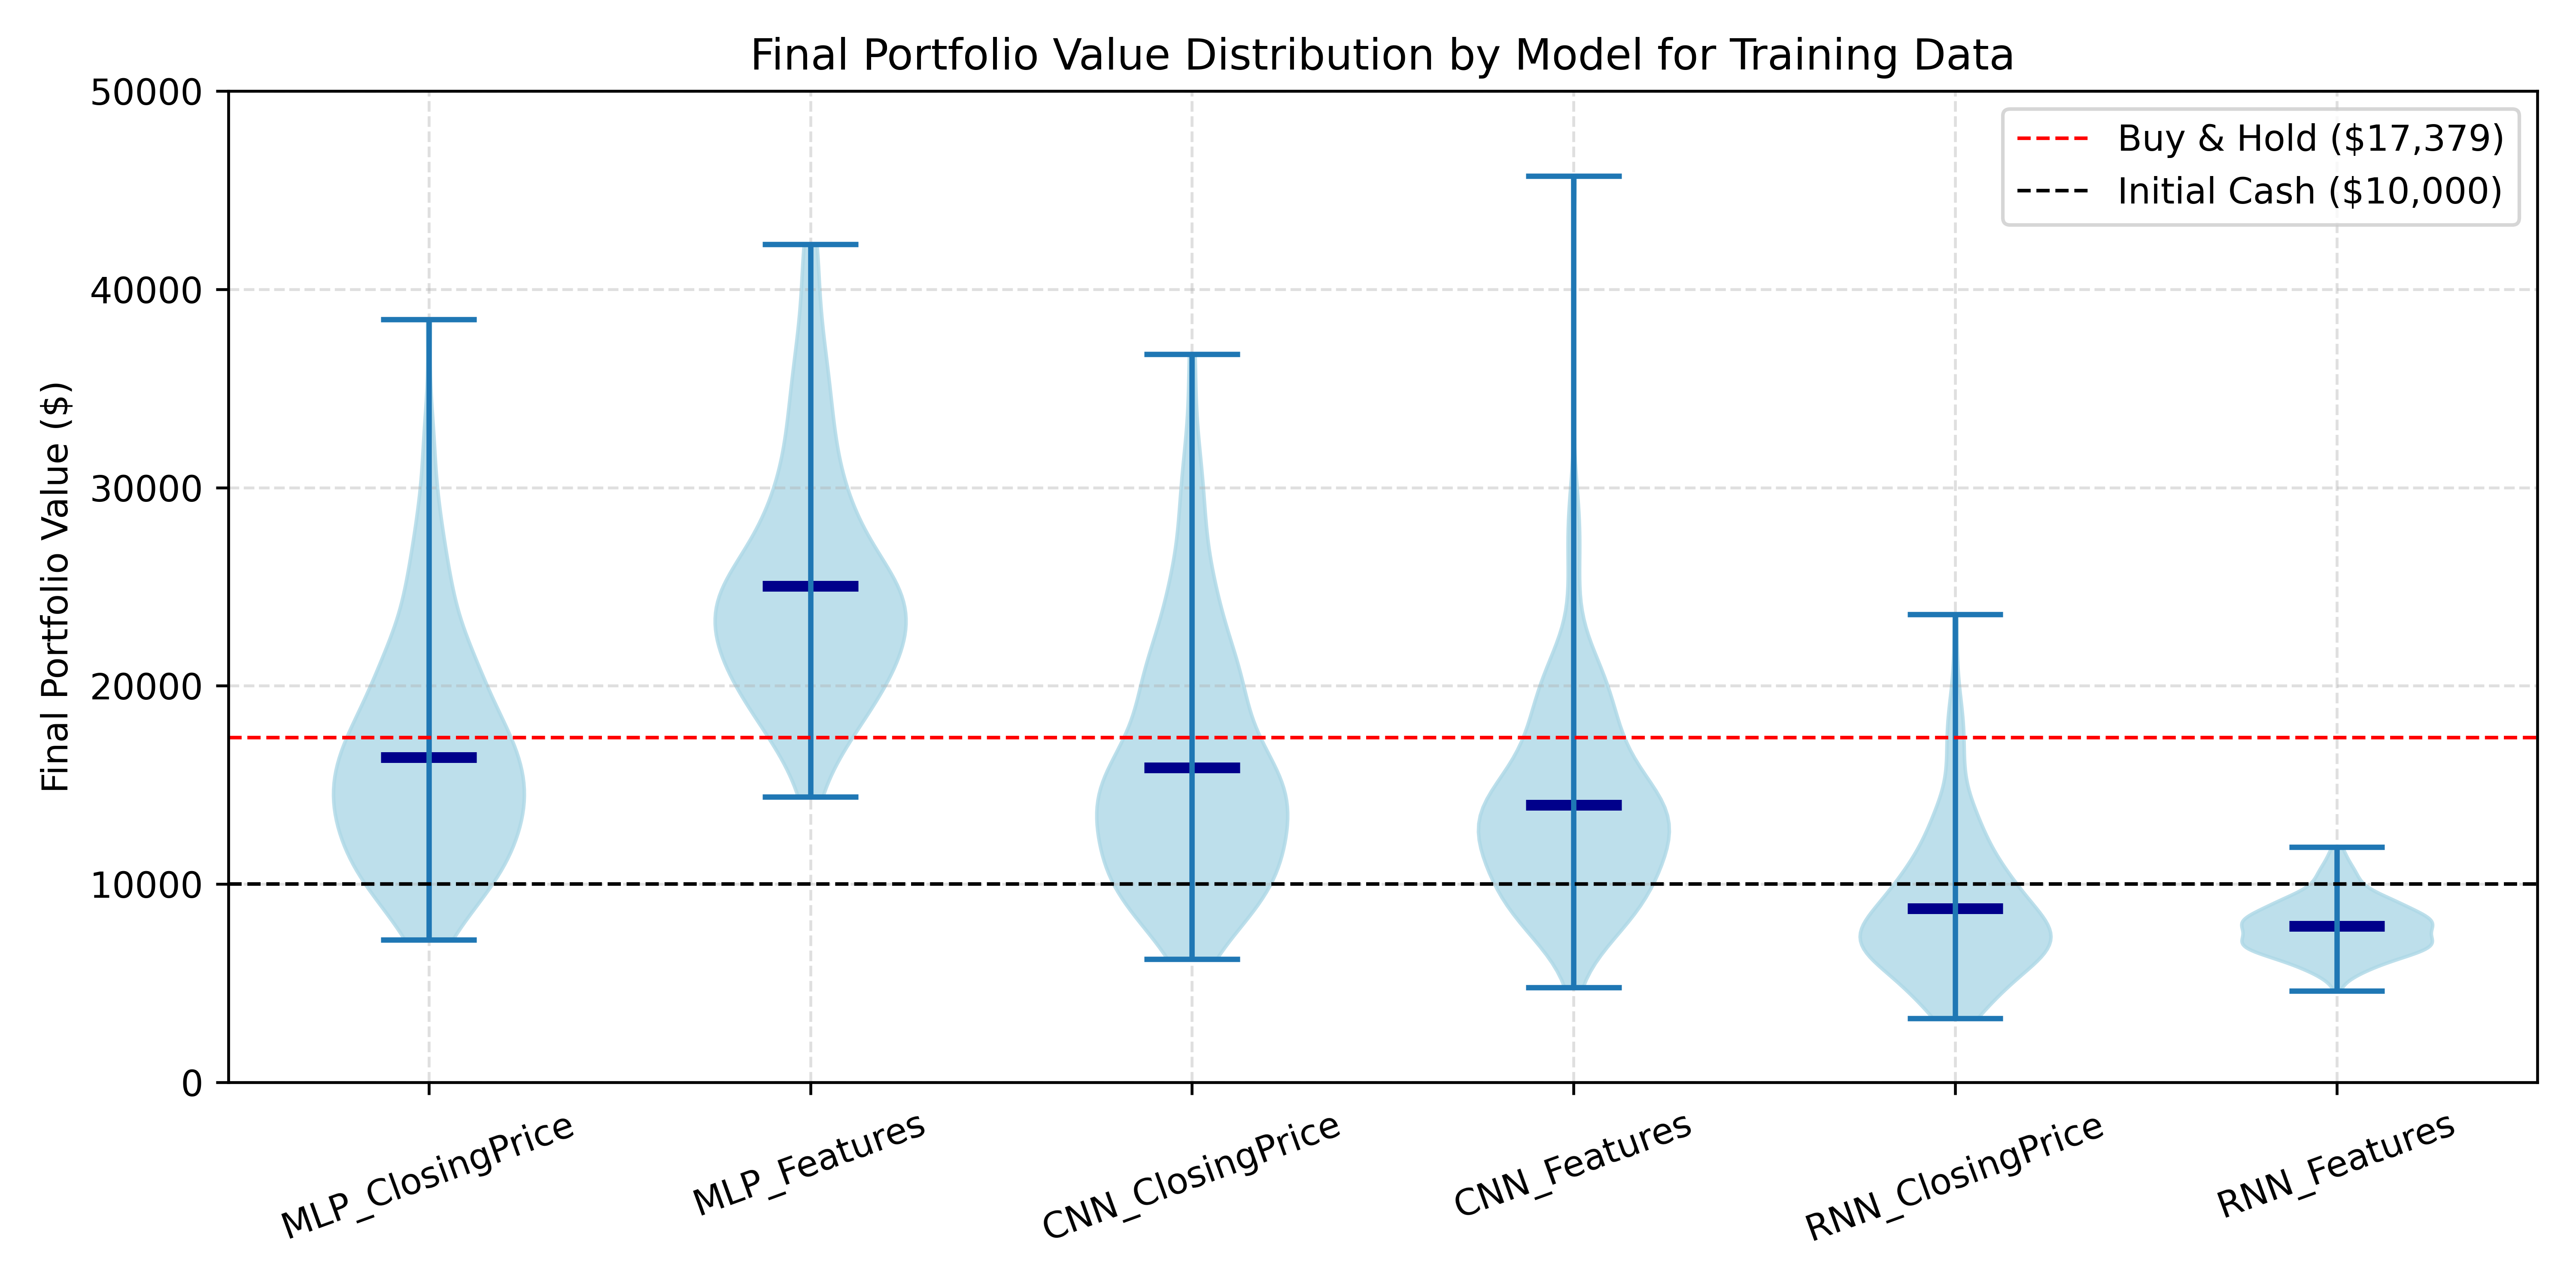 Final Portfolio Value Distribution by Model for Training Data
50000
40000
30000
20000
10000
0
Final Portfolio Value ($)
Buy & Hold ($17,379)
Initial Cash ($10,000)
MLP_ClosingPrice
MLP_Features
CNN_ClosingPrice
CNN_Features
RNN_ClosingPrice
RNN_Features